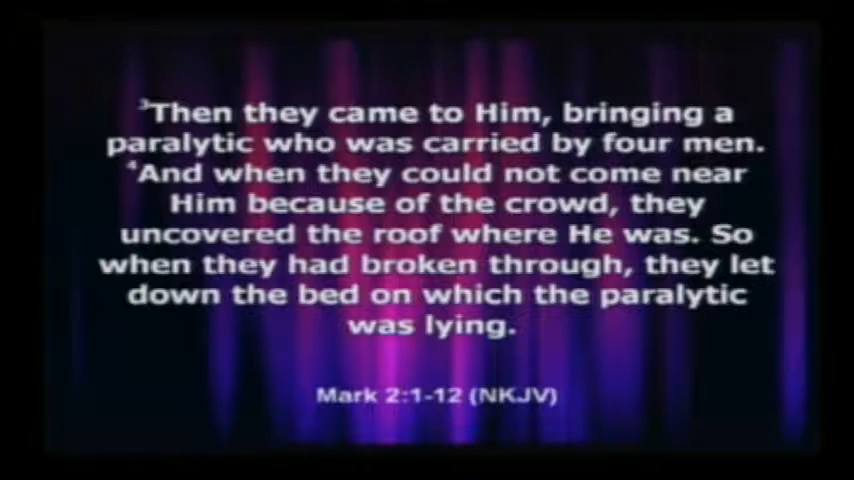 ³Then they came to Him, bringing a
paralytic who was carried by four men.
⁴And when they could not come near
Him because of the crowd, they
uncovered the roof where He was. So
when they had broken through, they let
down the bed on which the paralytic
was lying.
Mark 2:1-12 (NKJV)